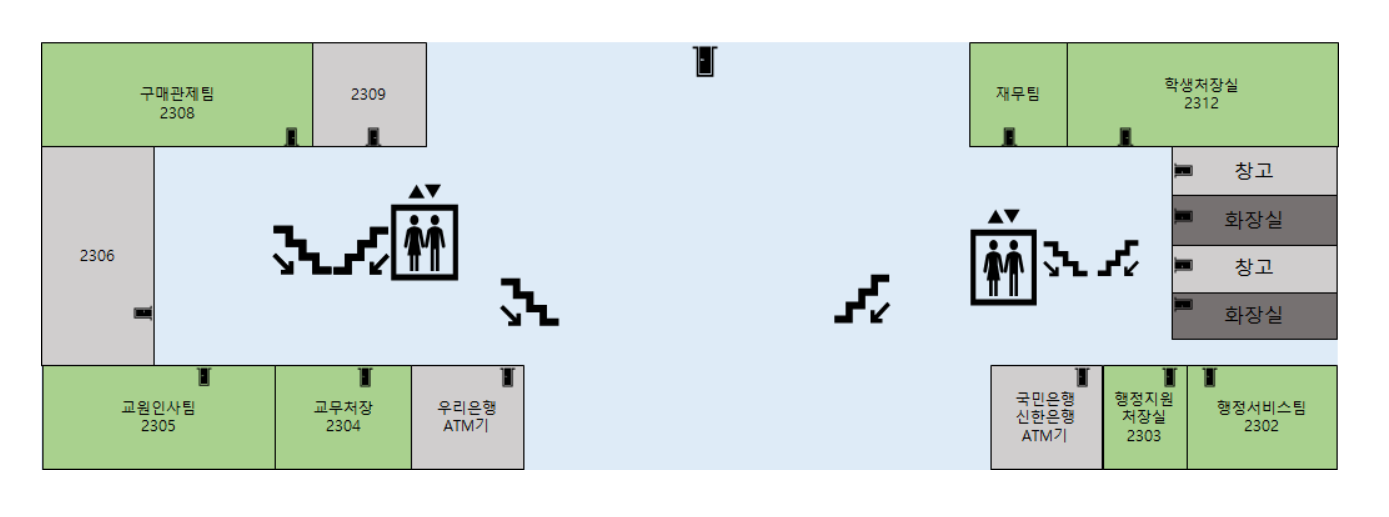 구매관제팀
2308
2309
재무팀
학생처장실
2312
창고
화장실
2306
창고
화장실
교원인사팀
2305
교무처장
2304
우리은행
ATM기
국민은행
신한은행
ATM기
행정지원
처장실
2303
행정서비스팀
2302